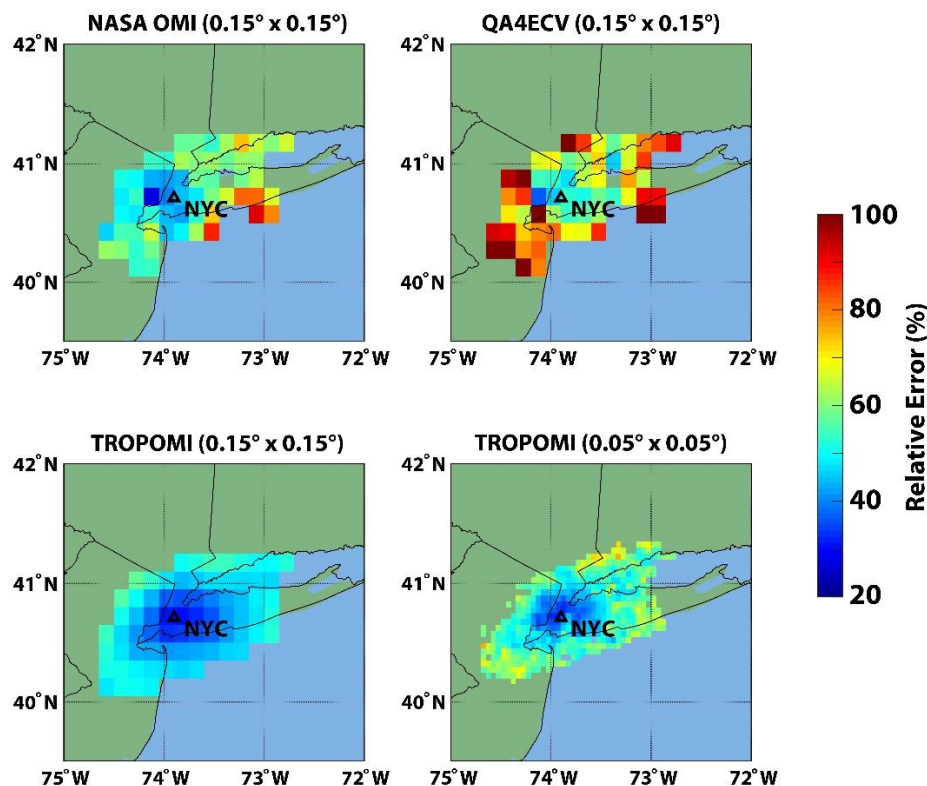 NASA OMI (0.15° x 0.15°)
42˚N
41˚N
40˚N
75˚W
74˚W
73˚W
72˚W
NYC
QA4ECV (0.15° x 0.15°)
42˚N
41˚N
40˚N
75˚W
74˚W
73˚W
72˚W
NYC
TROPOMI (0.15° x 0.15°)
42˚N
41˚N
40˚N
75˚W
74˚W
73˚W
72˚W
NYC
TROPOMI (0.05° x 0.05°)
42˚N
41˚N
40˚N
75˚W
74˚W
73˚W
72˚W
NYC
100
80
60
40
20
Relative Error (%)